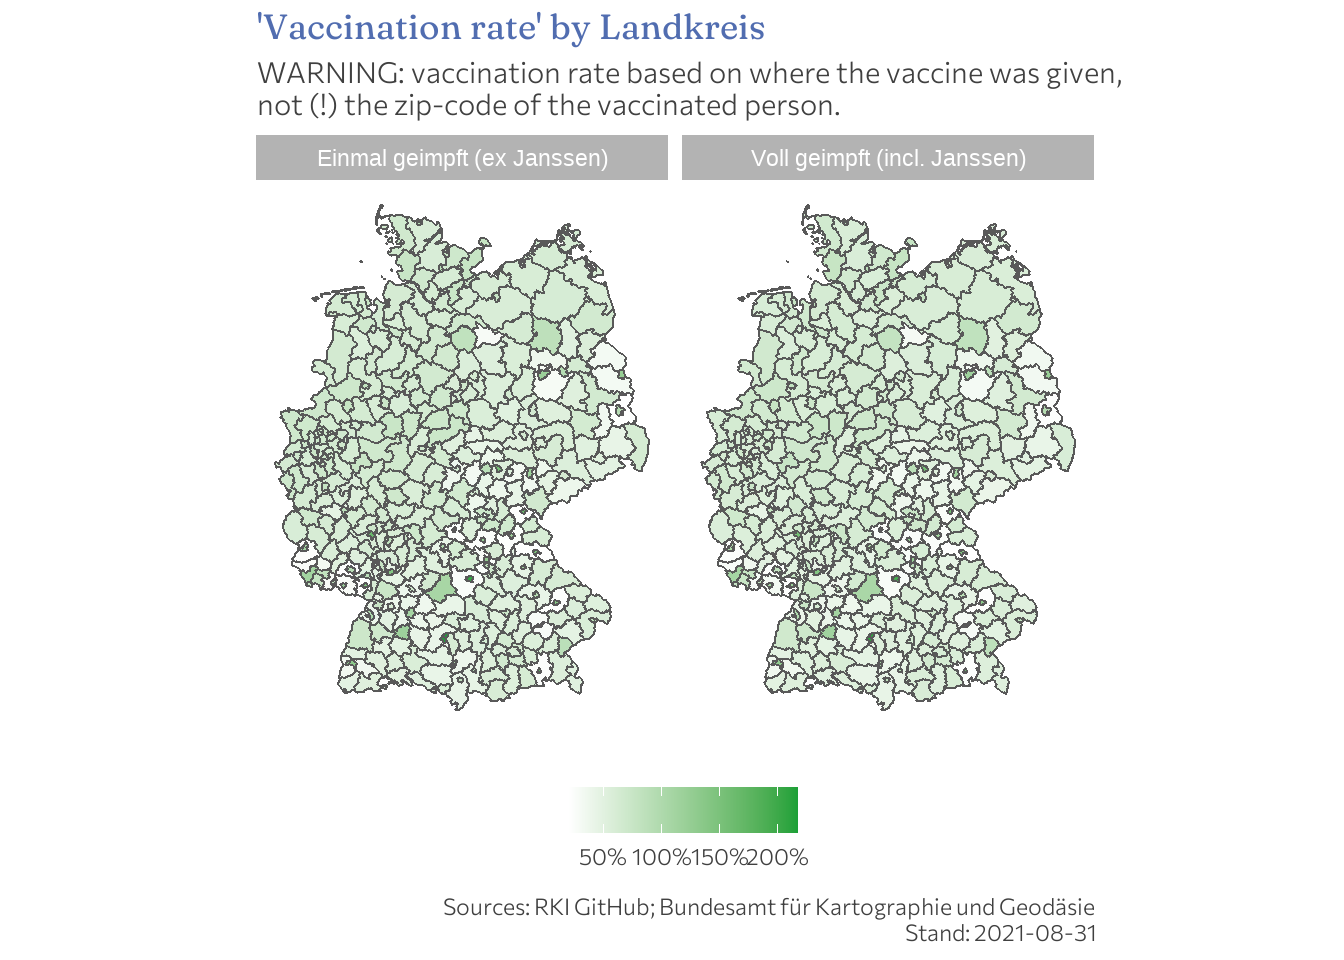 'Vaccination rate' by Landkreis
WARNING: vaccination rate based on where the vaccine was given,
not (!) the zip-code of the vaccinated person.
Einmal geimpft (ex Janssen)
Voll geimpft (incl. Janssen)
50% 100% 150% 200%
Sources: RKI GitHub; Bundesamt für Kartographie und Geodäsie
Stand: 2021-08-31